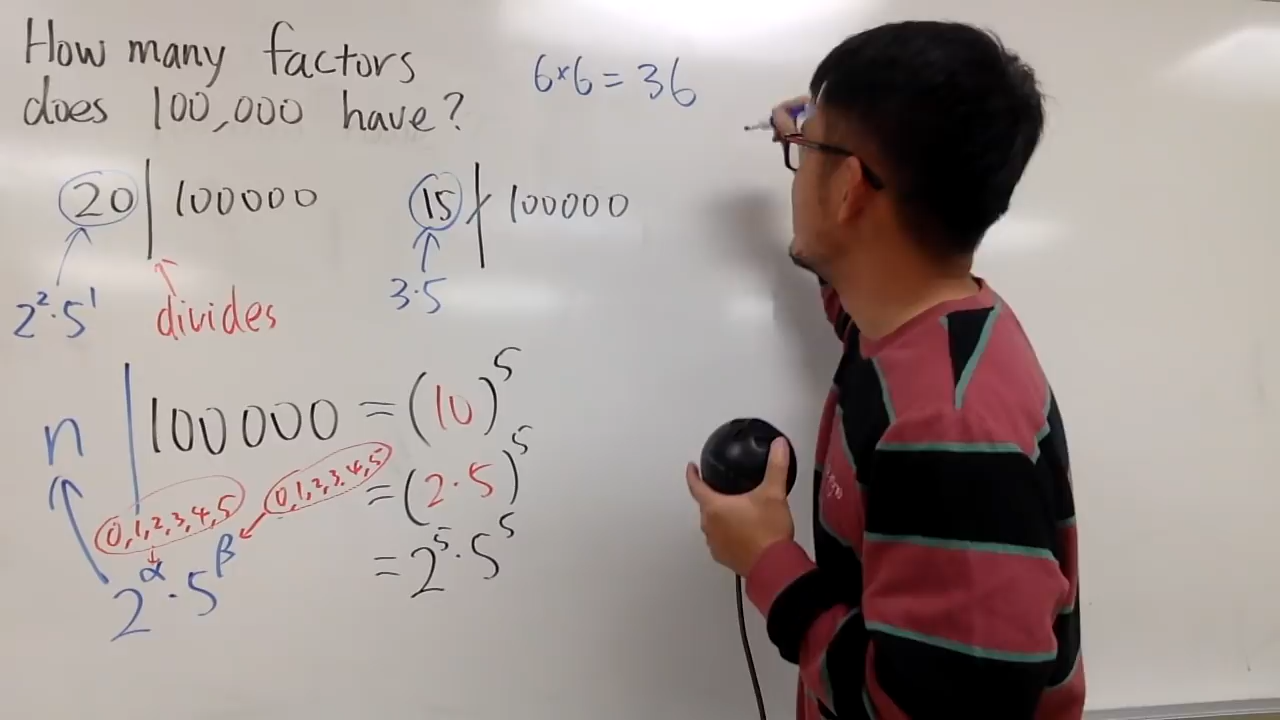 How many factors
does 100,000 have?
6×6=36
20 | 100000
15 ∤ 100000
2²·5¹
divides
3·5
n | 100000 = (10)⁵
= (2·5)⁵
= 2⁵·5⁵
0,1,2,3,4,5
0,1,2,3,4,5
2^α·5^β